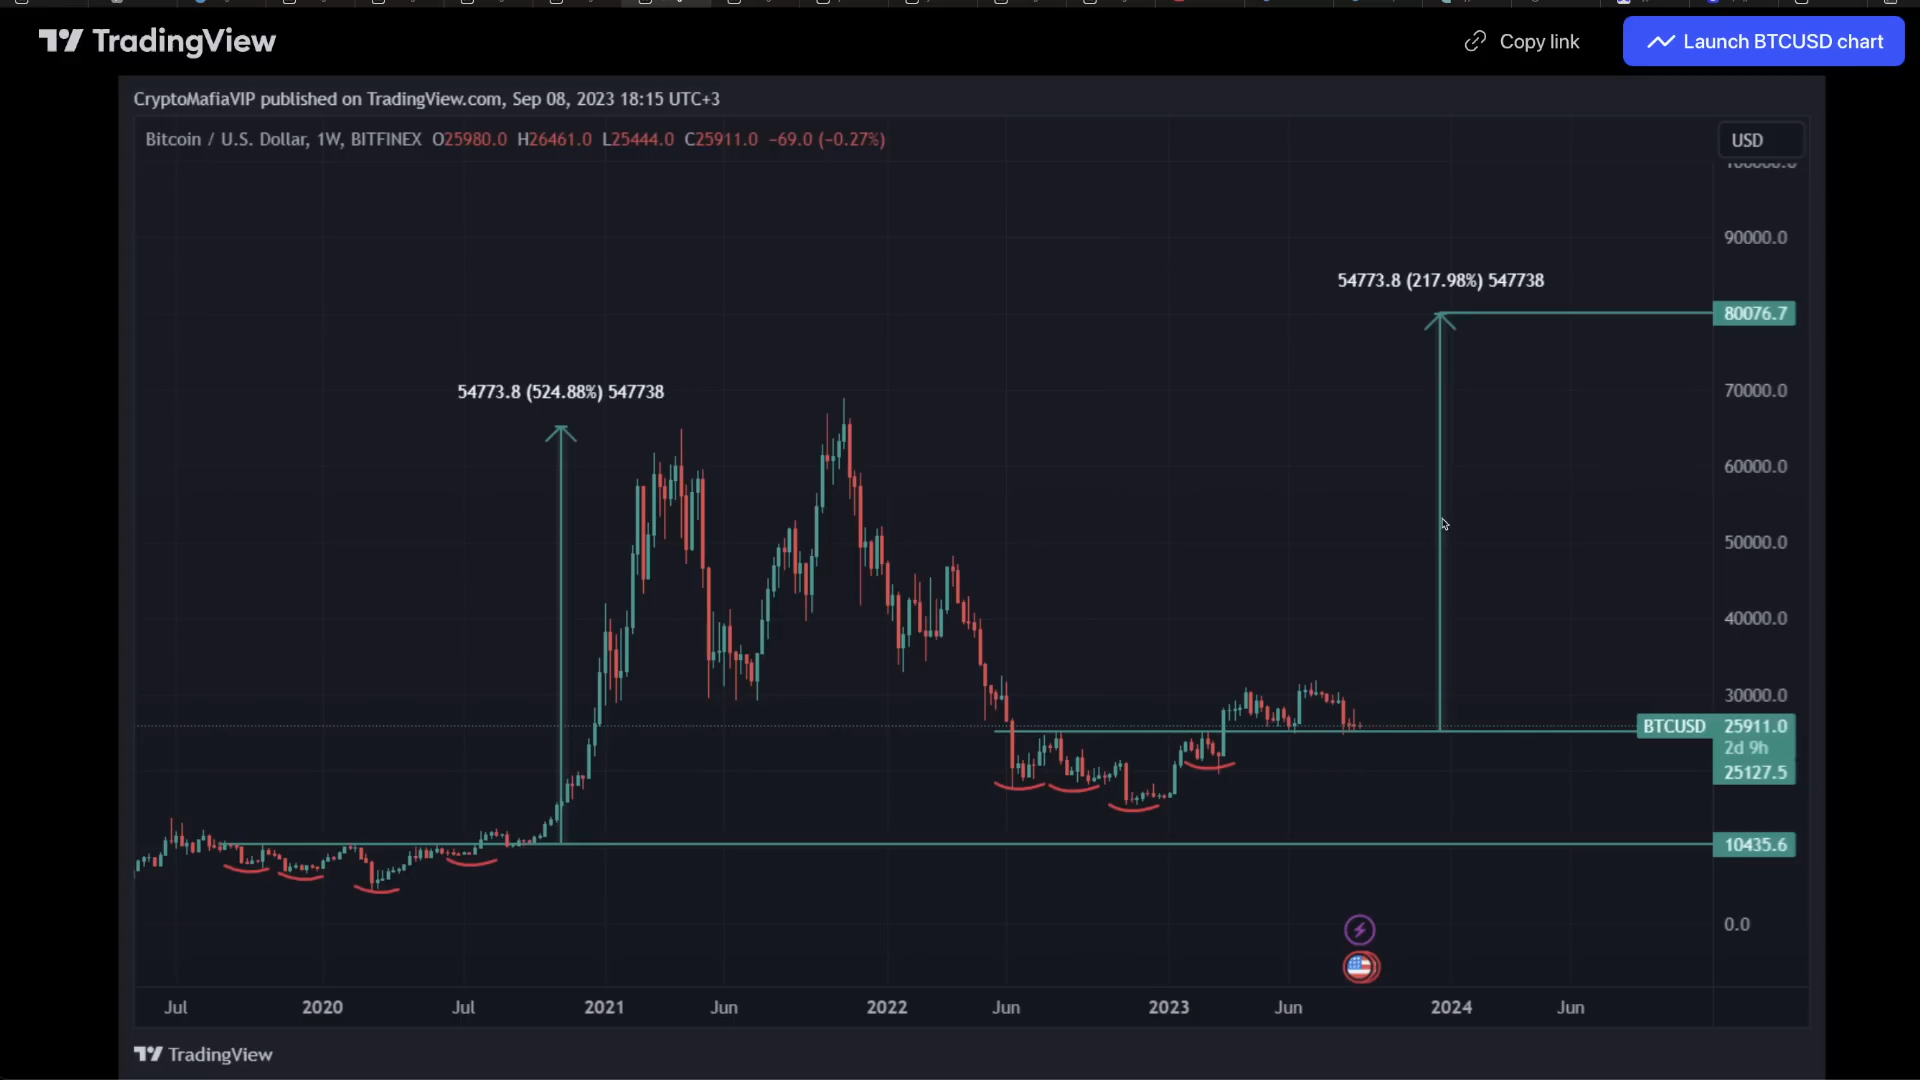 TradingView
Copy link
Launch BTCUSD chart
CryptoMafiaVIP published on TradingView.com, Sep 08, 2023 18:15 UTC+3
Bitcoin / U.S. Dollar, 1W, BITFINEX O25980.0 H26461.0 L25444.0 C25911.0 −69.0 (−0.27%)
USD
100000.0
90000.0
54773.8 (217.98%) 547738
80076.7
54773.8 (524.88%) 547738
70000.0
60000.0
50000.0
40000.0
30000.0
BTCUSD 25911.0
2d 9h
25127.5
10435.6
0.0
Jul 2020 Jul 2021 Jun 2022 Jun 2023 Jun 2024 Jun
TradingView